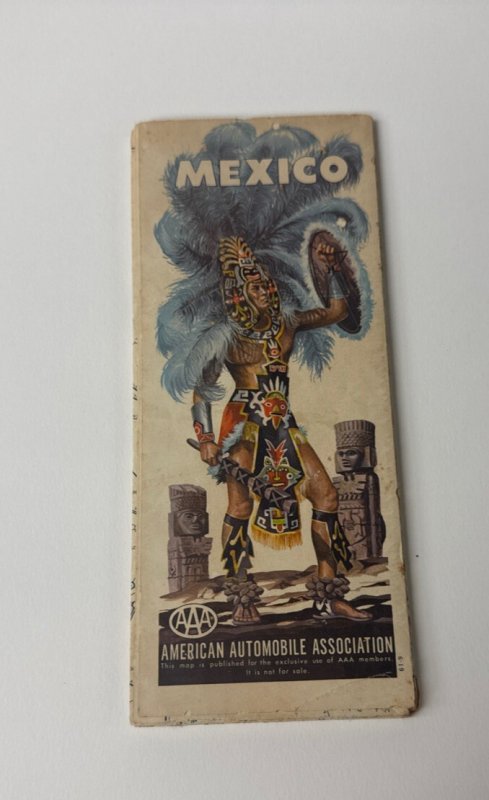 MEXICO
AAA
AMERICAN AUTOMOBILE ASSOCIATION
This map is published for the exclusive use of AAA members.
It is not for sale.